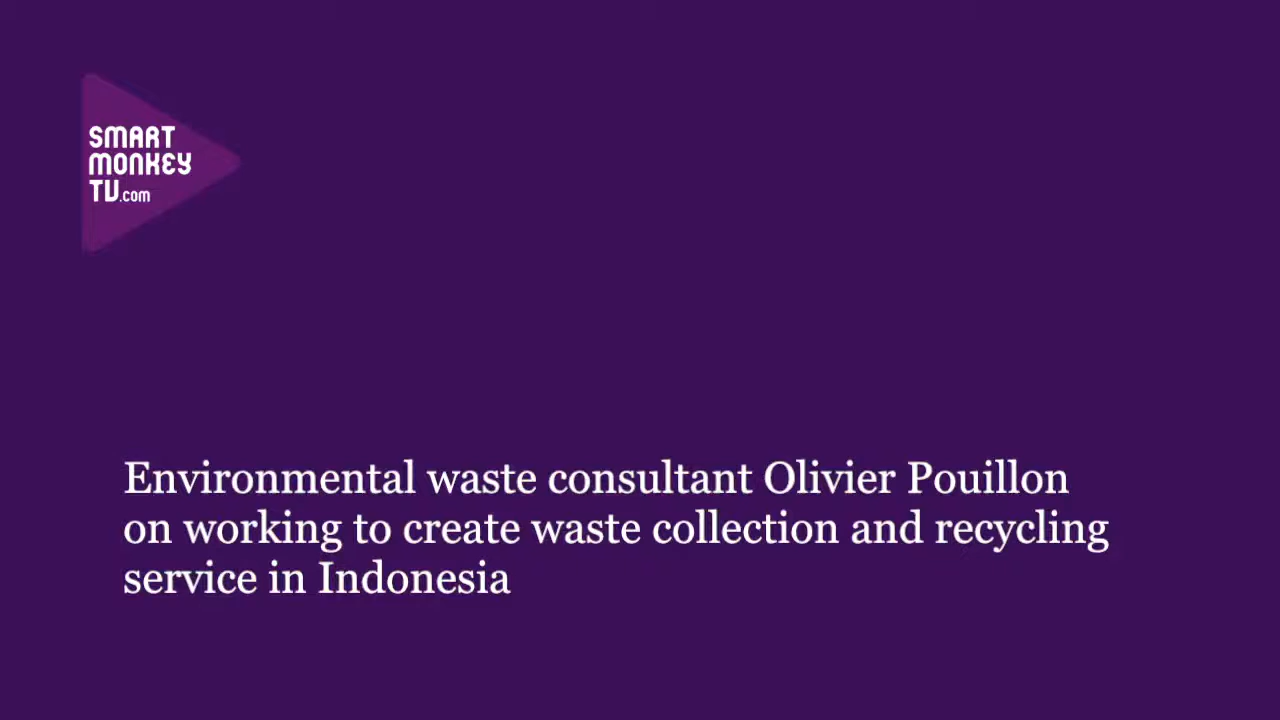 SMART
MONKEY
TV.com
Environmental waste consultant Olivier Pouillon
on working to create waste collection and recycling
service in Indonesia